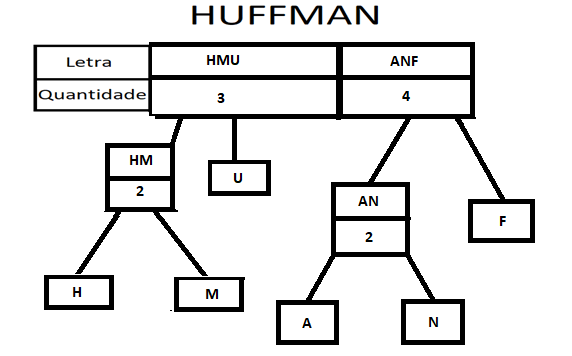 HUFFMAN
Letra HMU ANF
Quantidade 3 4
HM
2
U
AN
2
F
H
M
A
N